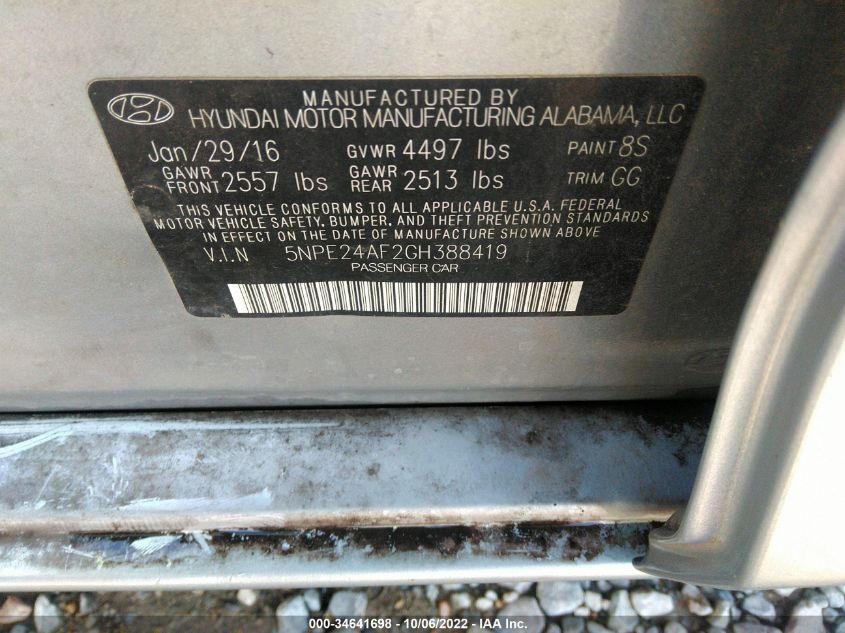 MANUFACTURED BY
HYUNDAI MOTOR MANUFACTURING ALABAMA, LLC
Jan/29/16 GVWR 4497 lbs PAINT 8S
GAWR FRONT 2557 lbs GAWR REAR 2513 lbs TRIM GG
THIS VEHICLE CONFORMS TO ALL APPLICABLE U.S.A. FEDERAL
MOTOR VEHICLE SAFETY, BUMPER, AND THEFT PREVENTION STANDARDS
IN EFFECT ON THE DATE OF MANUFACTURE SHOWN ABOVE
V.I.N 5NPE24AF2GH388419
PASSENGER CAR
000-34641698 - 10/06/2022 - IAA Inc.